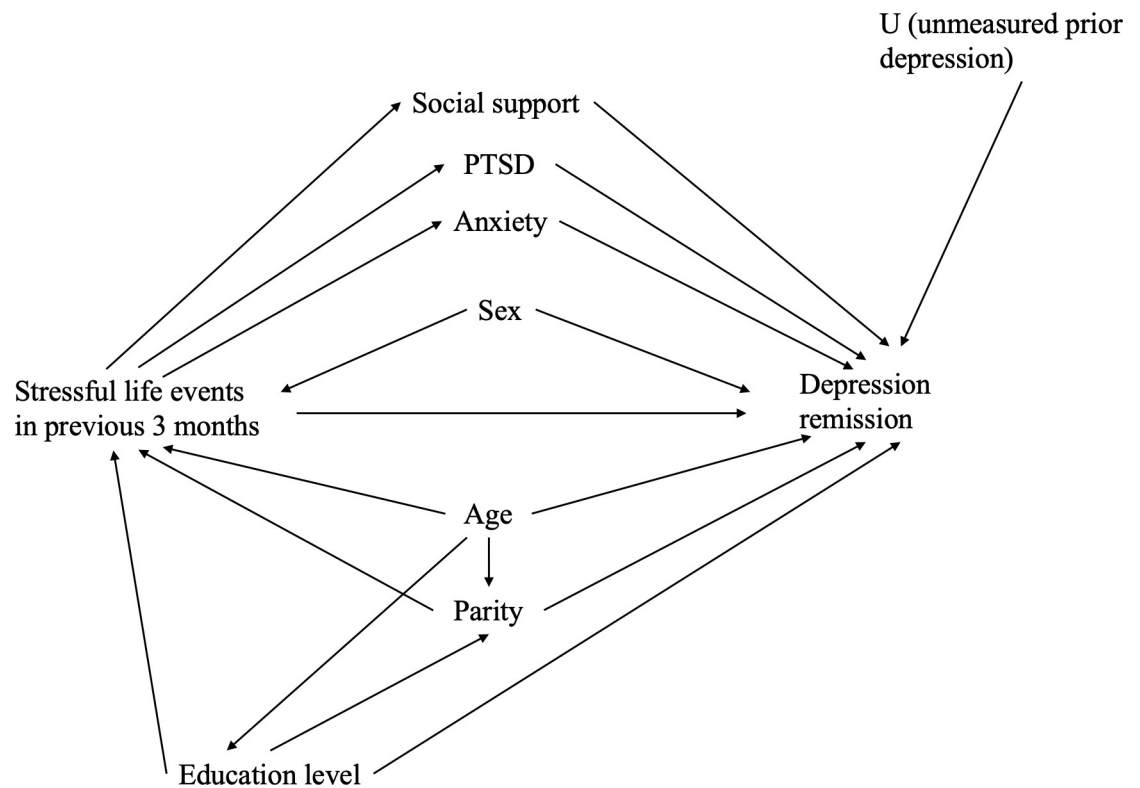 U (unmeasured prior
depression)
Social support
PTSD
Anxiety
Sex
Stressful life events
in previous 3 months
Depression
remission
Age
Parity
Education level